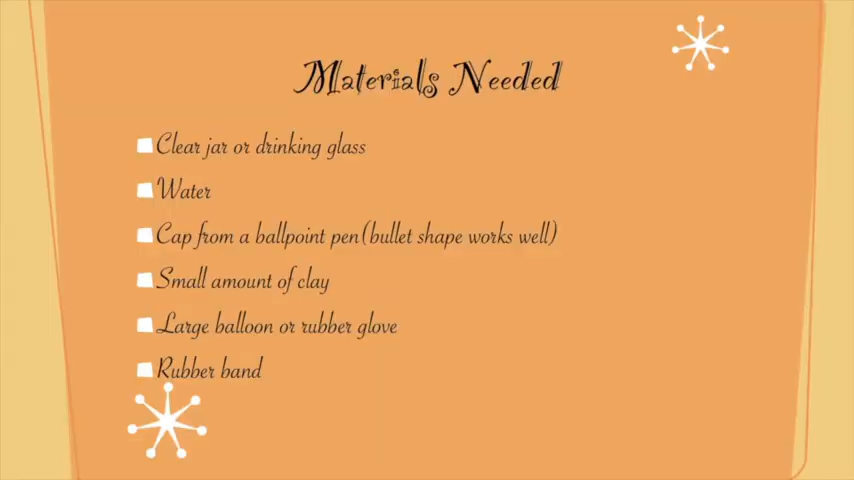 Materials Needed
Clear jar or drinking glass
Water
Cap from a ballpoint pen(bullet shape works well)
Small amount of clay
Large balloon or rubber glove
Rubber band